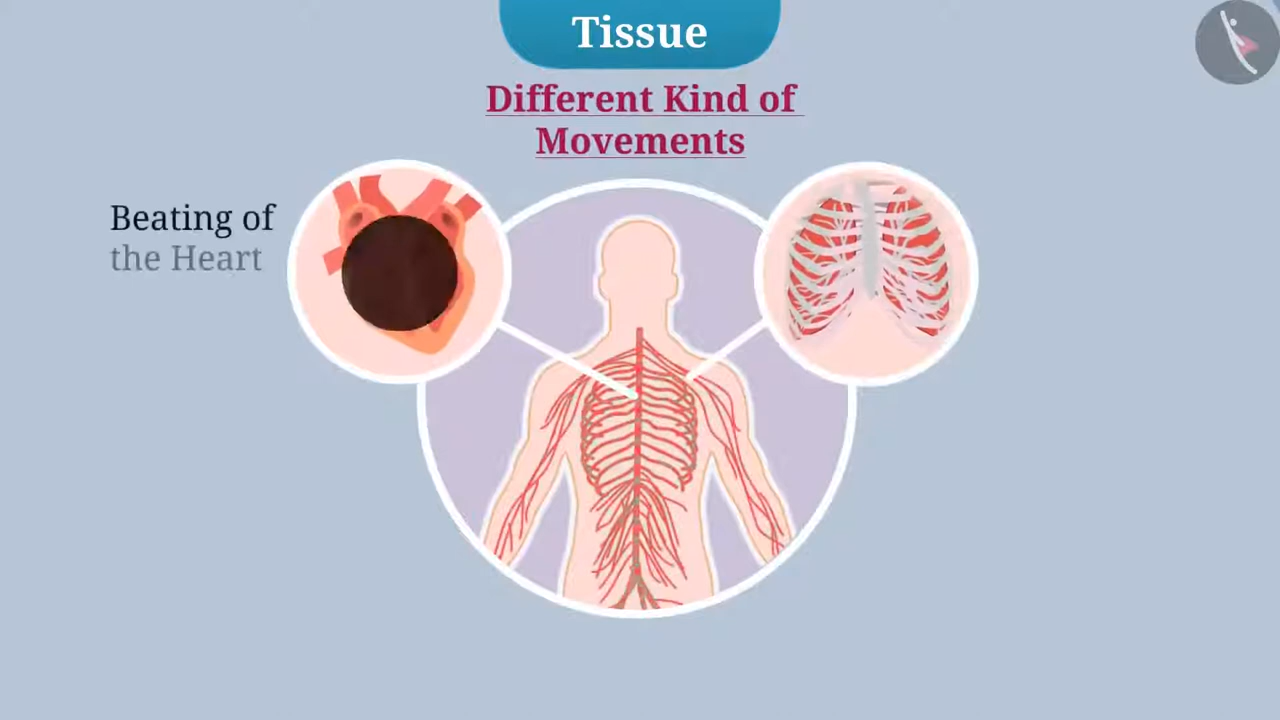 Tissue
Different Kind of
Movements
Beating of
the Heart